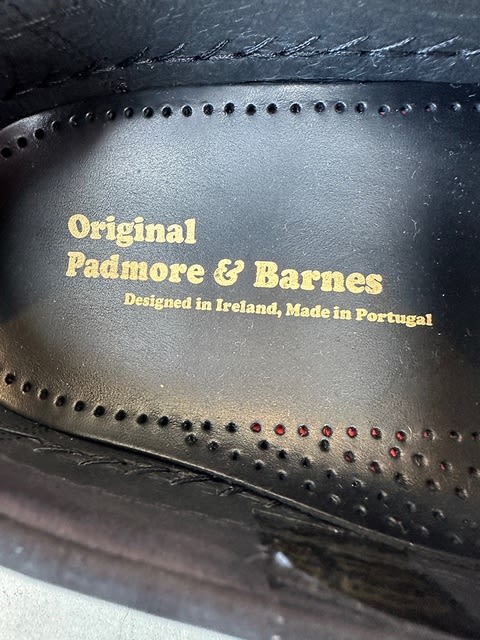 Original
Padmore & Barnes
Designed in Ireland, Made in Portugal